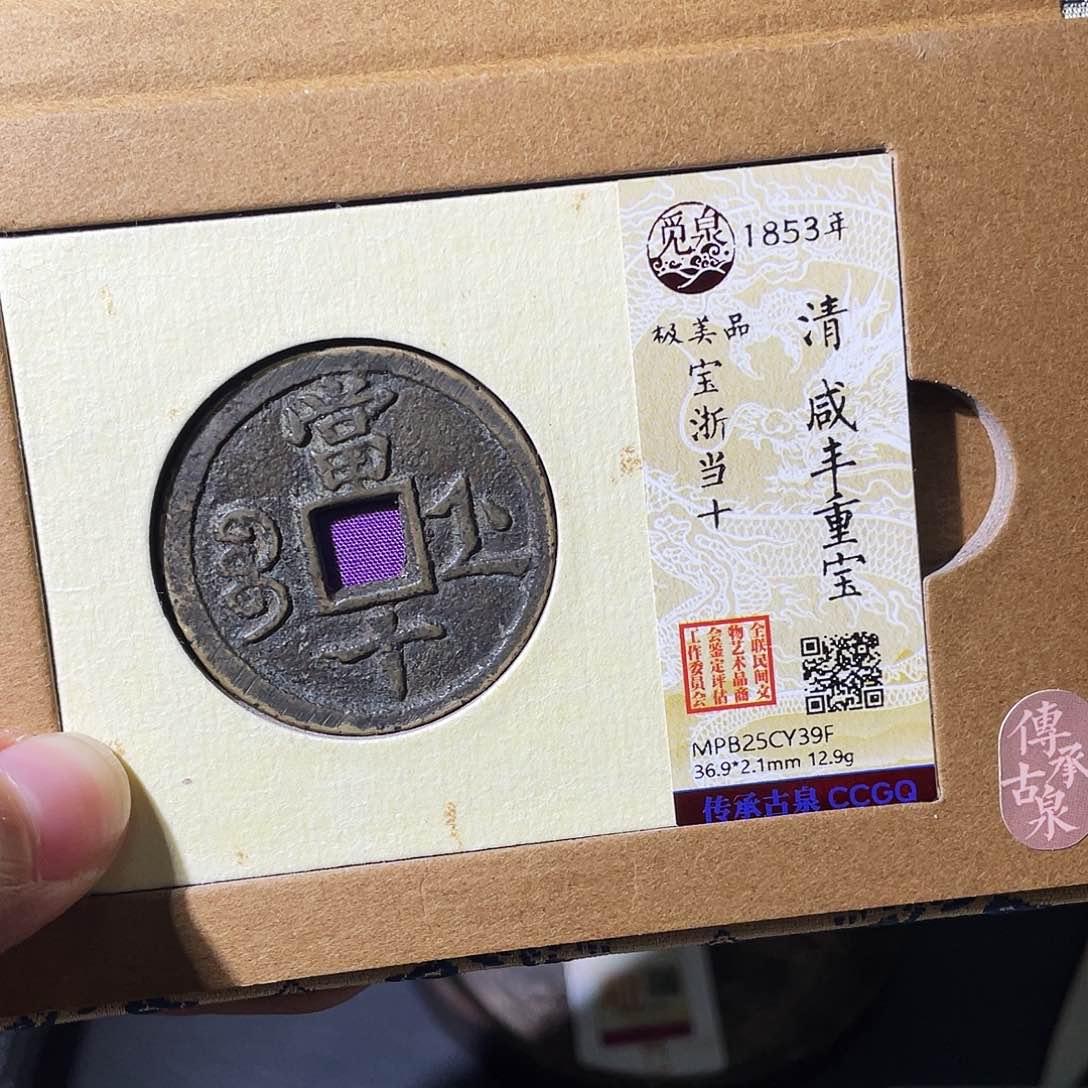 當
十
觅泉
1853年
清 咸丰重宝
极美品
宝浙当十
全联民间文
物艺术品商
会鉴定评估
工作委员会
MPB25CY39F
36.9*2.1mm 12.9g
传承古泉 CCGQ
傳承
古泉